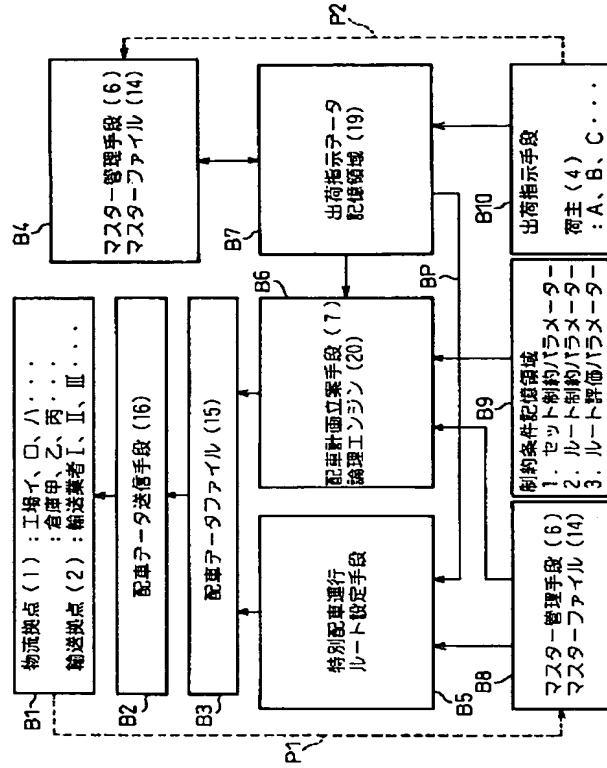 B1
物流拠点(1):工場イ、ロ、ハ・・・・
:倉庫甲、乙、丙・・・・
輸送拠点(2):輸送業者Ⅰ、Ⅱ、Ⅲ・・・
B2
配車データ送信手段(16)
B3
配車データファイル(15)
B4
マスター管理手段(6)
マスターファイル(14)
B5
特別配車運行
ルート設定手段
B6
配車計画立案手段(7)
論理エンジン(20)
B7
出荷指示データ
記憶領域(19)
BP
B8
マスター管理手段(6)
マスターファイル(14)
B9
制約条件記憶領域
1. セット制約パラメーター
2. ルート制約パラメーター
3. ルート評価パラメーター
B10
出荷指示手段
荷主(4)
:A、B、C・・・
P1
P2